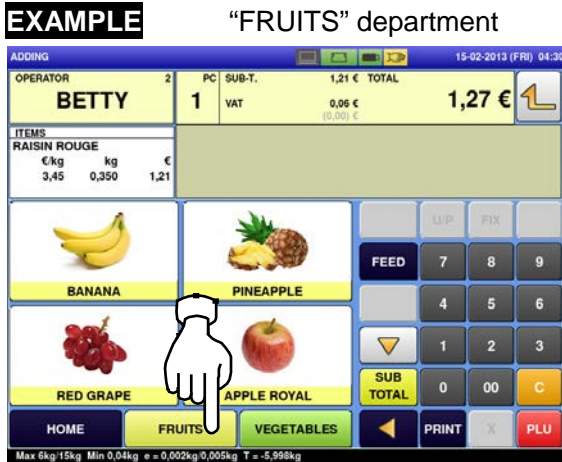 EXAMPLE “FRUITS” department
ADDING 15-02-2013 (FRI) 04:30
OPERATOR 2 PC SUB-T. 1,21 € TOTAL
BETTY 1 VAT 0,06 € 1,27 €
(0,00) €
ITEMS
RAISIN ROUGE
€/kg kg €
3,45 0,350 1,21
U/P FIX
FEED 7 8 9
BANANA PINEAPPLE
4 5 6
1 2 3
RED GRAPE APPLE ROYAL
SUB TOTAL 0 00 C
HOME FRUITS VEGETABLES PRINT X PLU
Max 6kg/15kg Min 0,04kg e = 0,002kg/0,005kg T = -5,998kg